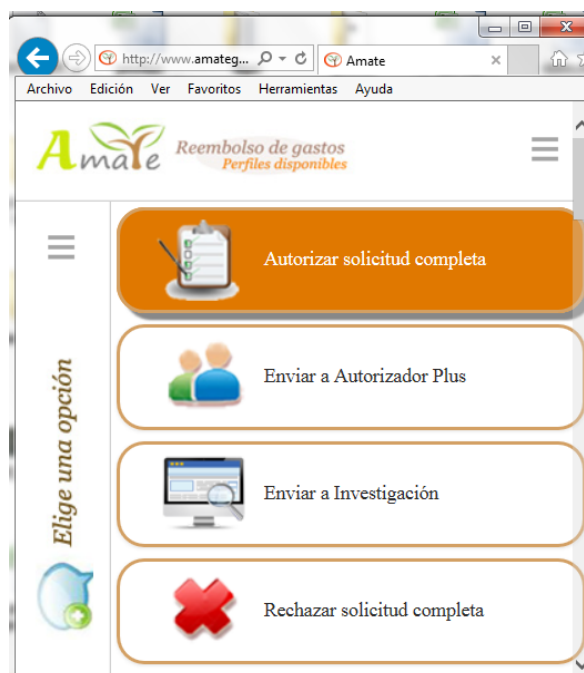 http://www.amateg...
Amate
Archivo Edición Ver Favoritos Herramientas Ayuda
Amate
Reembolso de gastos
Perfiles disponibles
Autorizar solicitud completa
Enviar a Autorizador Plus
Elige una opción
Enviar a Investigación
Rechazar solicitud completa